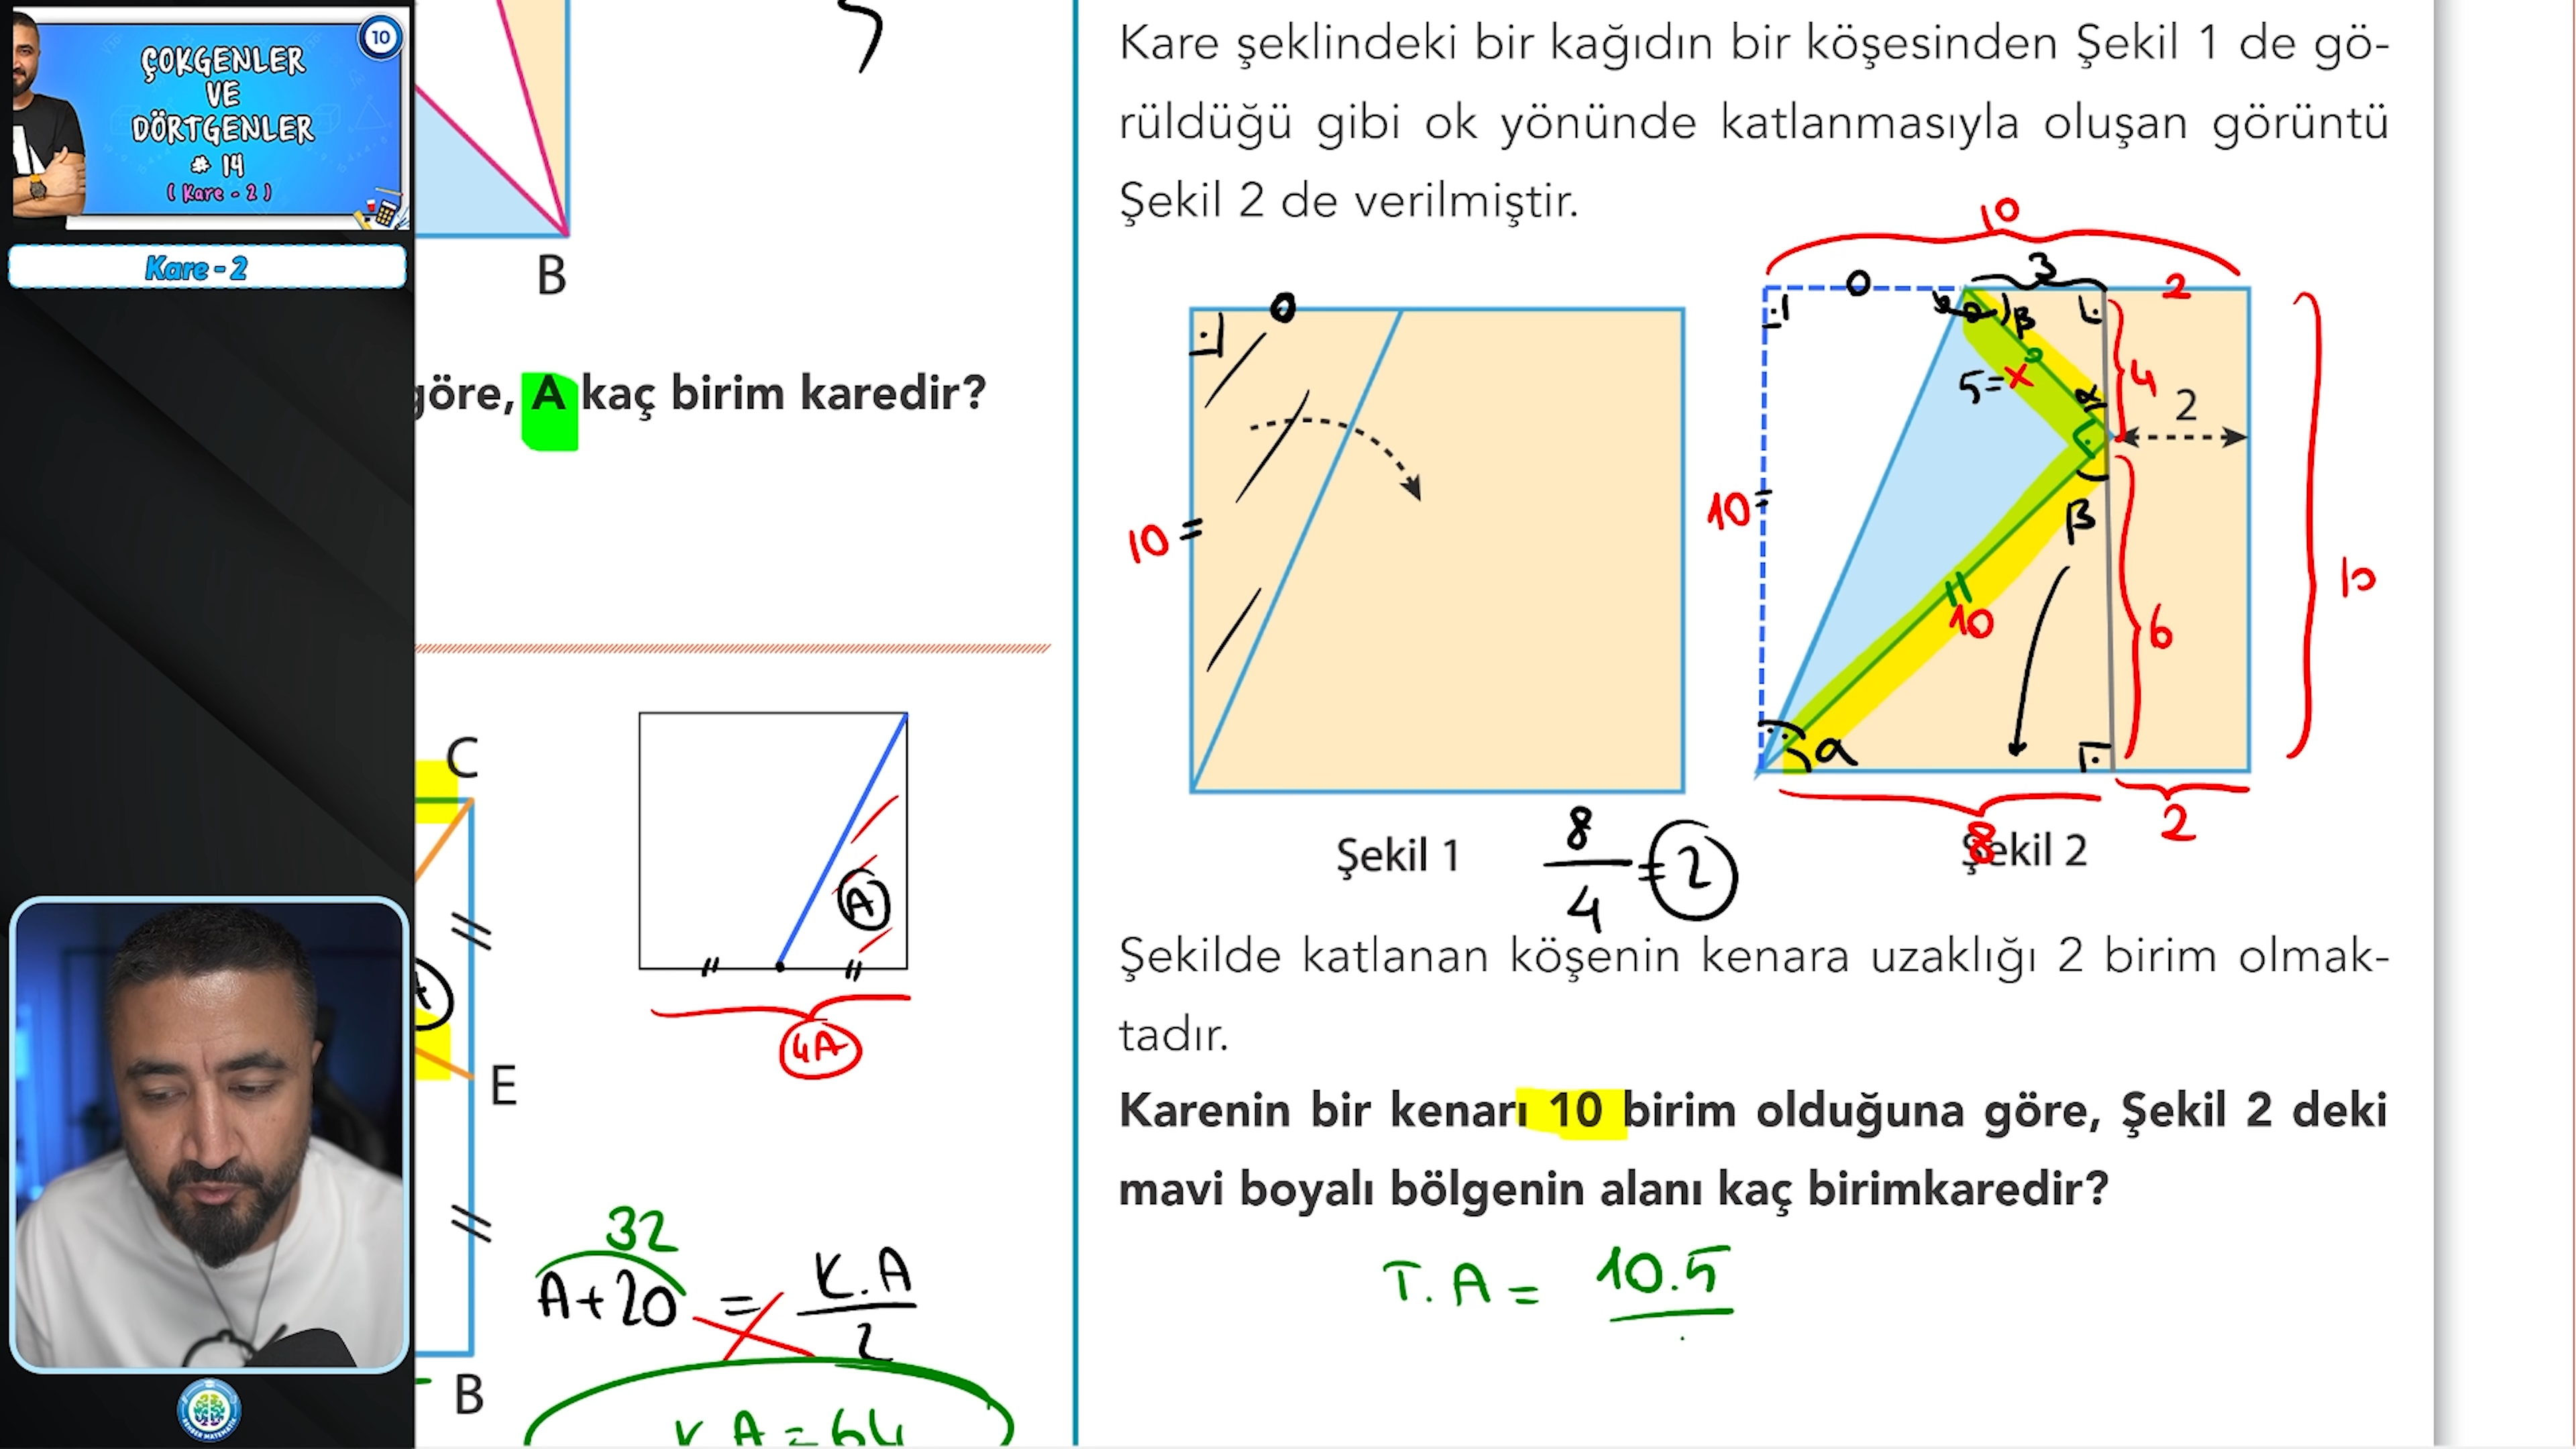 ÇOKGENLER
VE
DÖRTGENLER
# 14
( Kare - 2 )
10
Kare - 2
B
göre, A kaç birim karedir?
C
E
A
4A
32
A+20 = K.A
2
K.A = 64
B
Kare şeklindeki bir kağıdın bir köşesinden Şekil 1 de gö-
rüldüğü gibi ok yönünde katlanmasıyla oluşan görüntü
Şekil 2 de verilmiştir.
10
10 =
Şekil 1
8
4
= 2
10
3
2
β
5=x
α
4
2
10
β
10
6
10
α
8
2
Şekil 2
Şekilde katlanan köşenin kenara uzaklığı 2 birim olmak-
tadır.
Karenin bir kenarı 10 birim olduğuna göre, Şekil 2 deki
mavi boyalı bölgenin alanı kaç birimkaredir?
T.A = 10.5